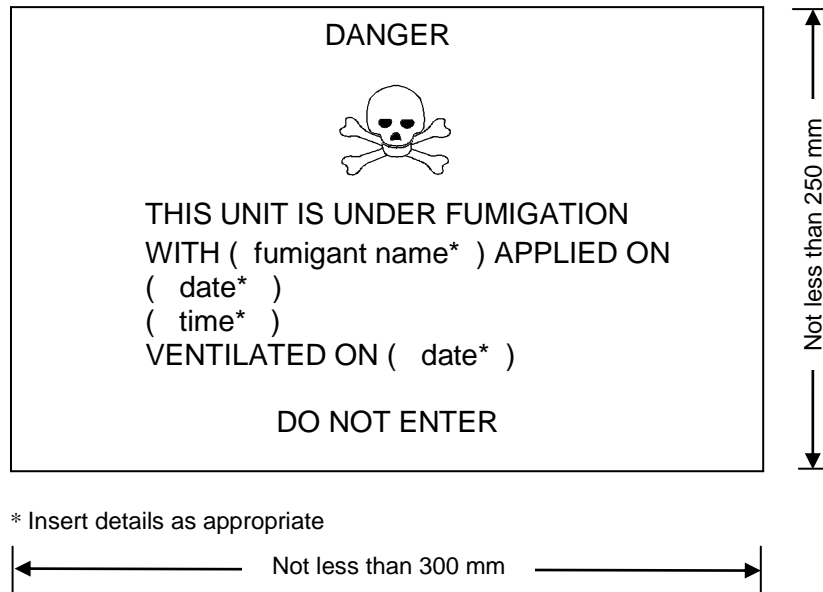 DANGER
THIS UNIT IS UNDER FUMIGATION
WITH ( fumigant name* ) APPLIED ON
( date* )
( time* )
VENTILATED ON ( date* )
DO NOT ENTER
Not less than 250 mm
* Insert details as appropriate
Not less than 300 mm